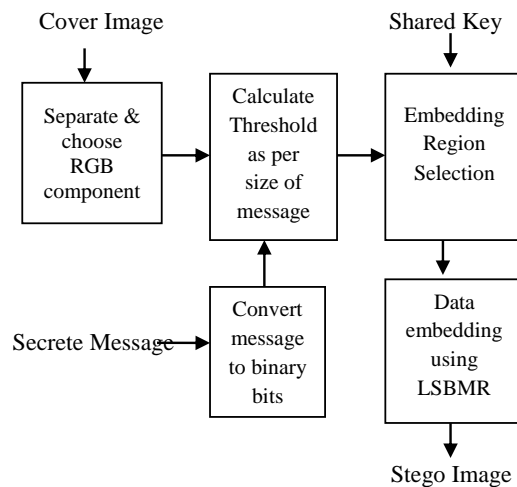 Cover Image
Shared Key
Separate &
choose
RGB
component
Calculate
Threshold
as per
size of
message
Embedding
Region
Selection
Secrete Message
Convert
message
to binary
bits
Data
embedding
using
LSBMR
Stego Image